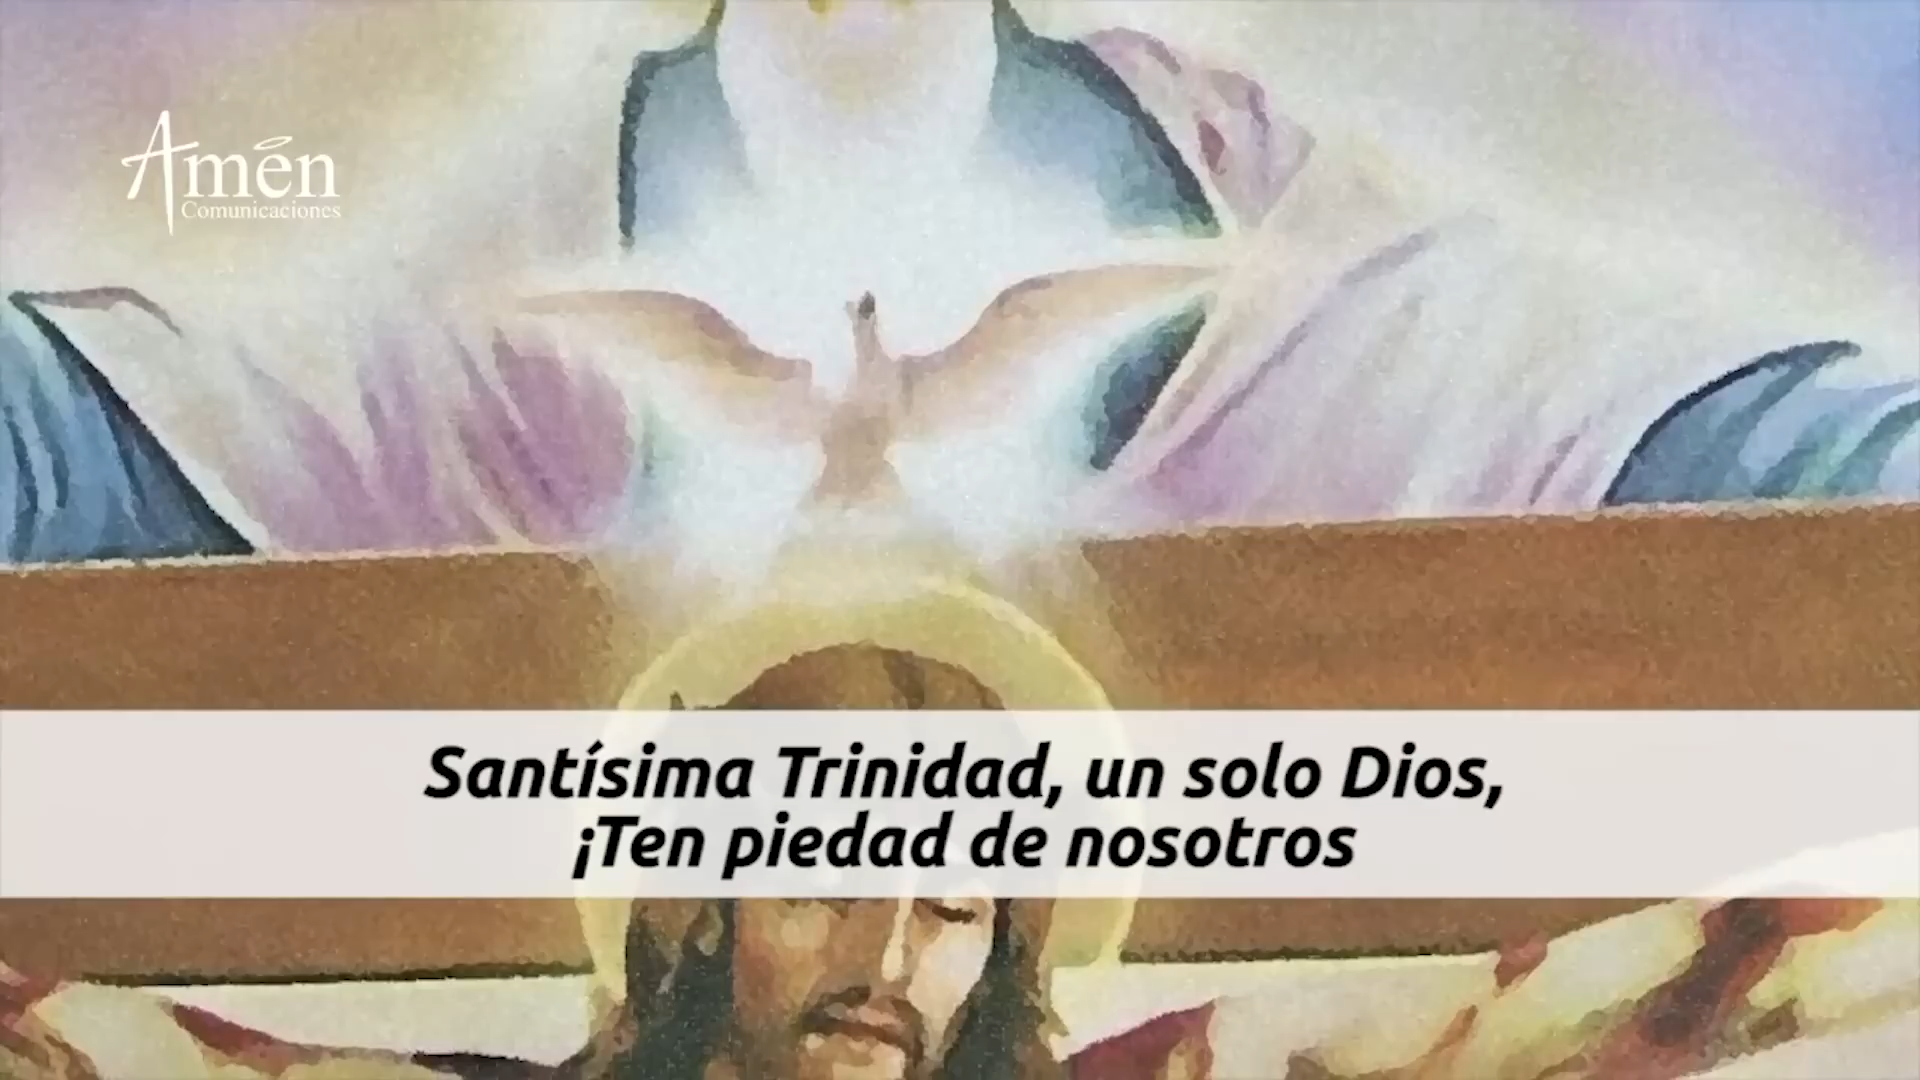 Amén
Comunicaciones
Santísima Trinidad, un solo Dios,
¡Ten piedad de nosotros